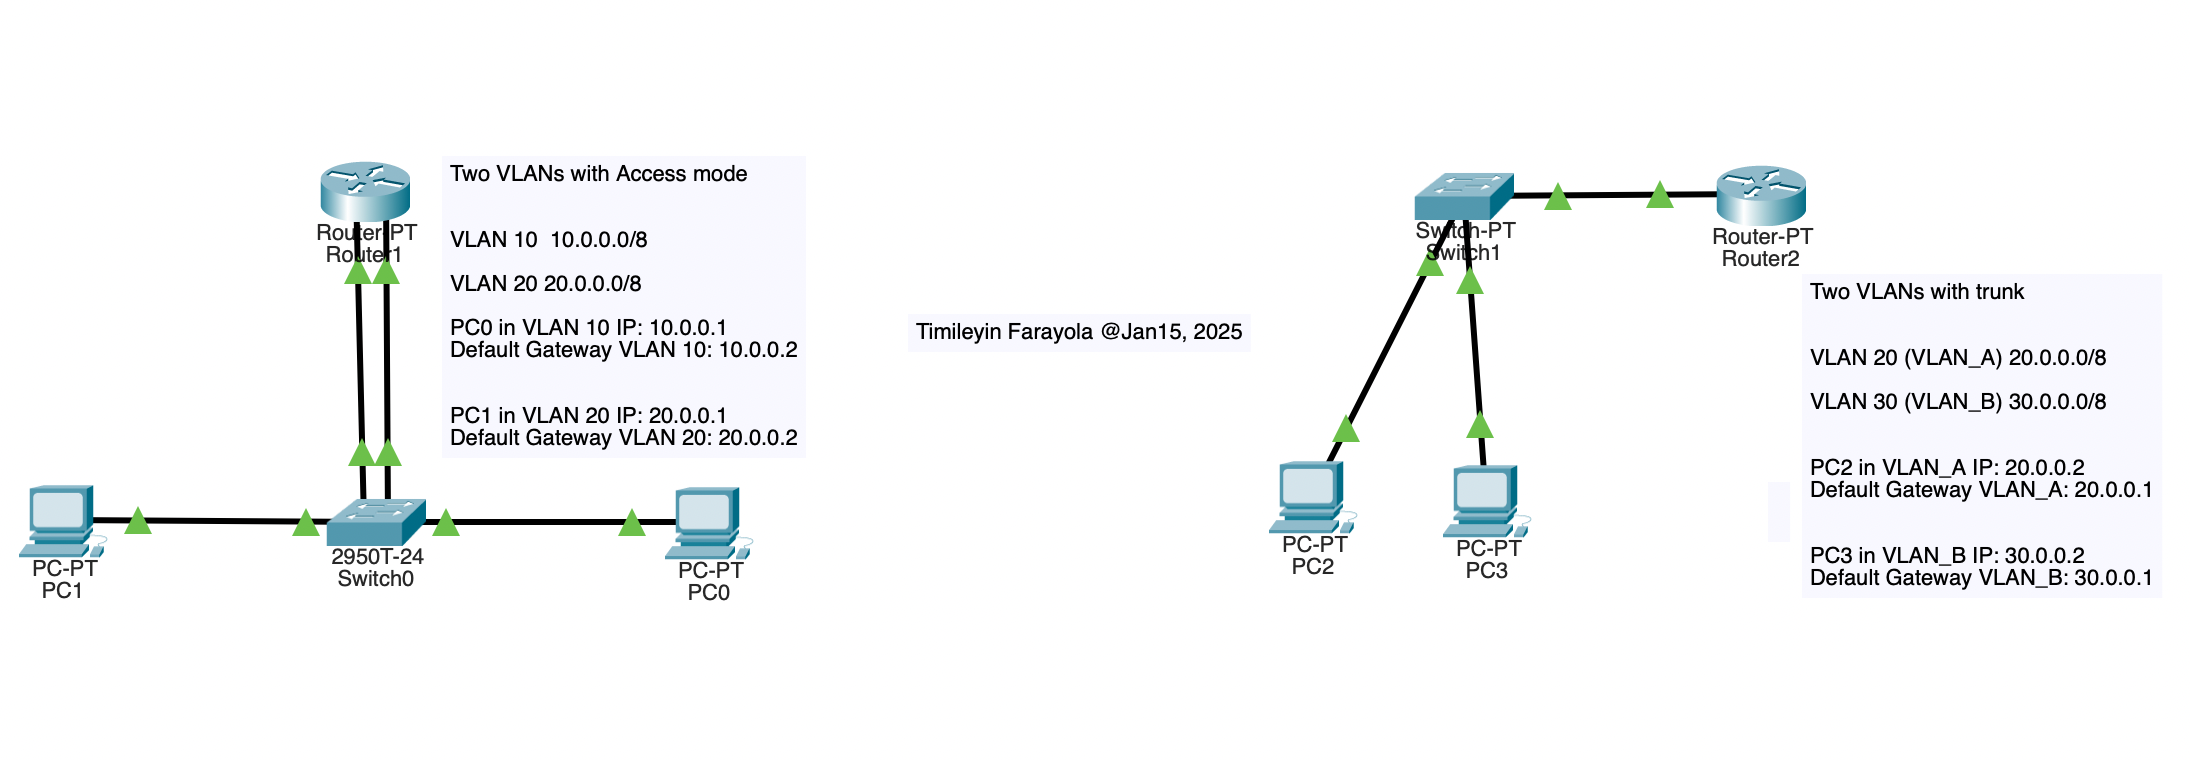 Router-PT
Router1
Two VLANs with Access mode
VLAN 10  10.0.0.0/8
VLAN 20 20.0.0.0/8
PC0 in VLAN 10 IP: 10.0.0.1
Default Gateway VLAN 10: 10.0.0.2
PC1 in VLAN 20 IP: 20.0.0.1
Default Gateway VLAN 20: 20.0.0.2
PC-PT
PC1
2950T-24
Switch0
PC-PT
PC0
Timileyin Farayola @Jan15, 2025
Switch-PT
Switch1
Router-PT
Router2
Two VLANs with trunk
VLAN 20 (VLAN_A) 20.0.0.0/8
VLAN 30 (VLAN_B) 30.0.0.0/8
PC2 in VLAN_A IP: 20.0.0.2
Default Gateway VLAN_A: 20.0.0.1
PC3 in VLAN_B IP: 30.0.0.2
Default Gateway VLAN_B: 30.0.0.1
PC-PT
PC2
PC-PT
PC3